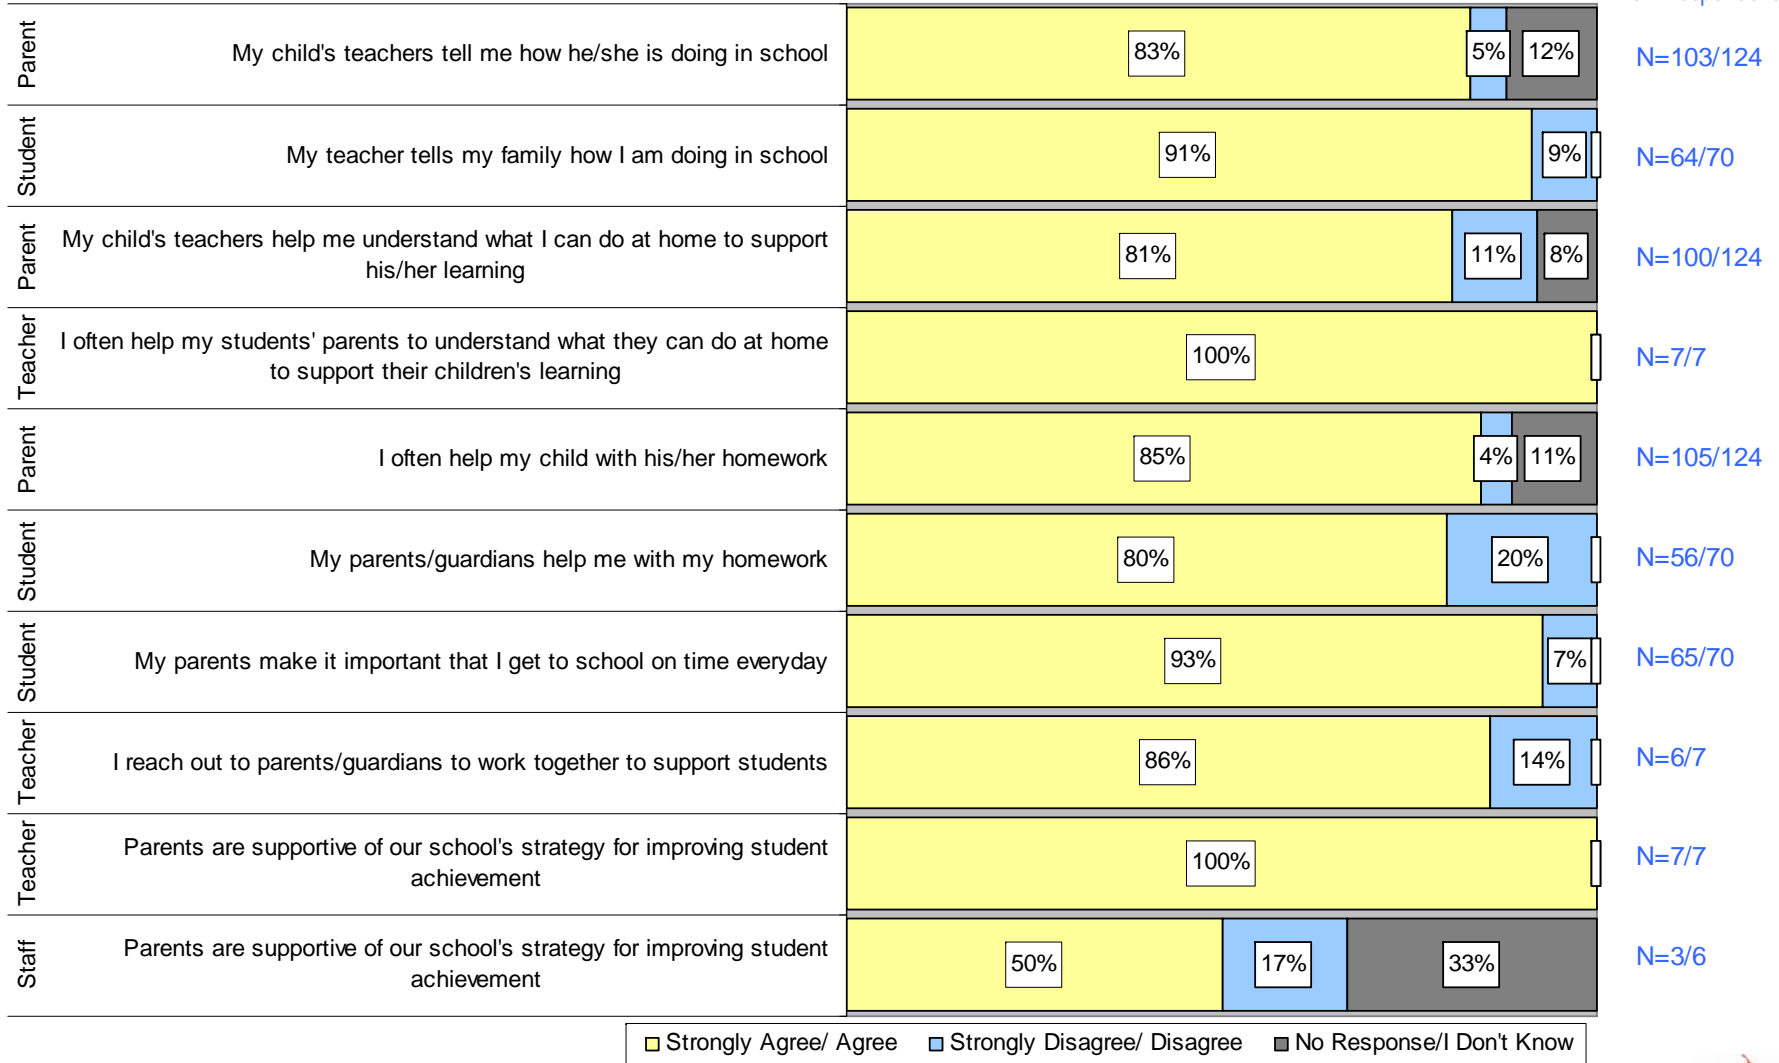 Parent
My child's teachers tell me how he/she is doing in school
83%
5%
12%
N=103/124
Student
My teacher tells my family how I am doing in school
91%
9%
N=64/70
Parent
My child's teachers help me understand what I can do at home to support
his/her learning
81%
11%
8%
N=100/124
Teacher
I often help my students' parents to understand what they can do at home
to support their children's learning
100%
N=7/7
Parent
I often help my child with his/her homework
85%
4%
11%
N=105/124
Student
My parents/guardians help me with my homework
80%
20%
N=56/70
Student
My parents make it important that I get to school on time everyday
93%
7%
N=65/70
Teacher
I reach out to parents/guardians to work together to support students
86%
14%
N=6/7
Teacher
Parents are supportive of our school's strategy for improving student
achievement
100%
N=7/7
Staff
Parents are supportive of our school's strategy for improving student
achievement
50%
17%
33%
N=3/6
Strongly Agree/ Agree
Strongly Disagree/ Disagree
No Response/I Don't Know